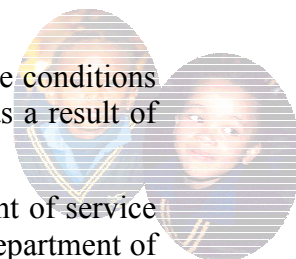 e conditions
s a result of
nt of service
epartment of